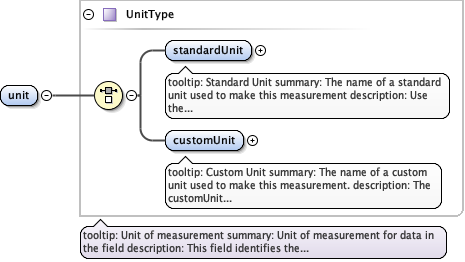 UnitType
standardUnit
tooltip: Standard Unit summary: The name of a standard
unit used to make this measurement description: Use
the...
unit
customUnit
tooltip: Custom Unit summary: The name of a custom
unit used to make this measurement. description: The
customUnit...
tooltip: Unit of measurement summary: Unit of measurement for data in
the field description: This field identifies the...